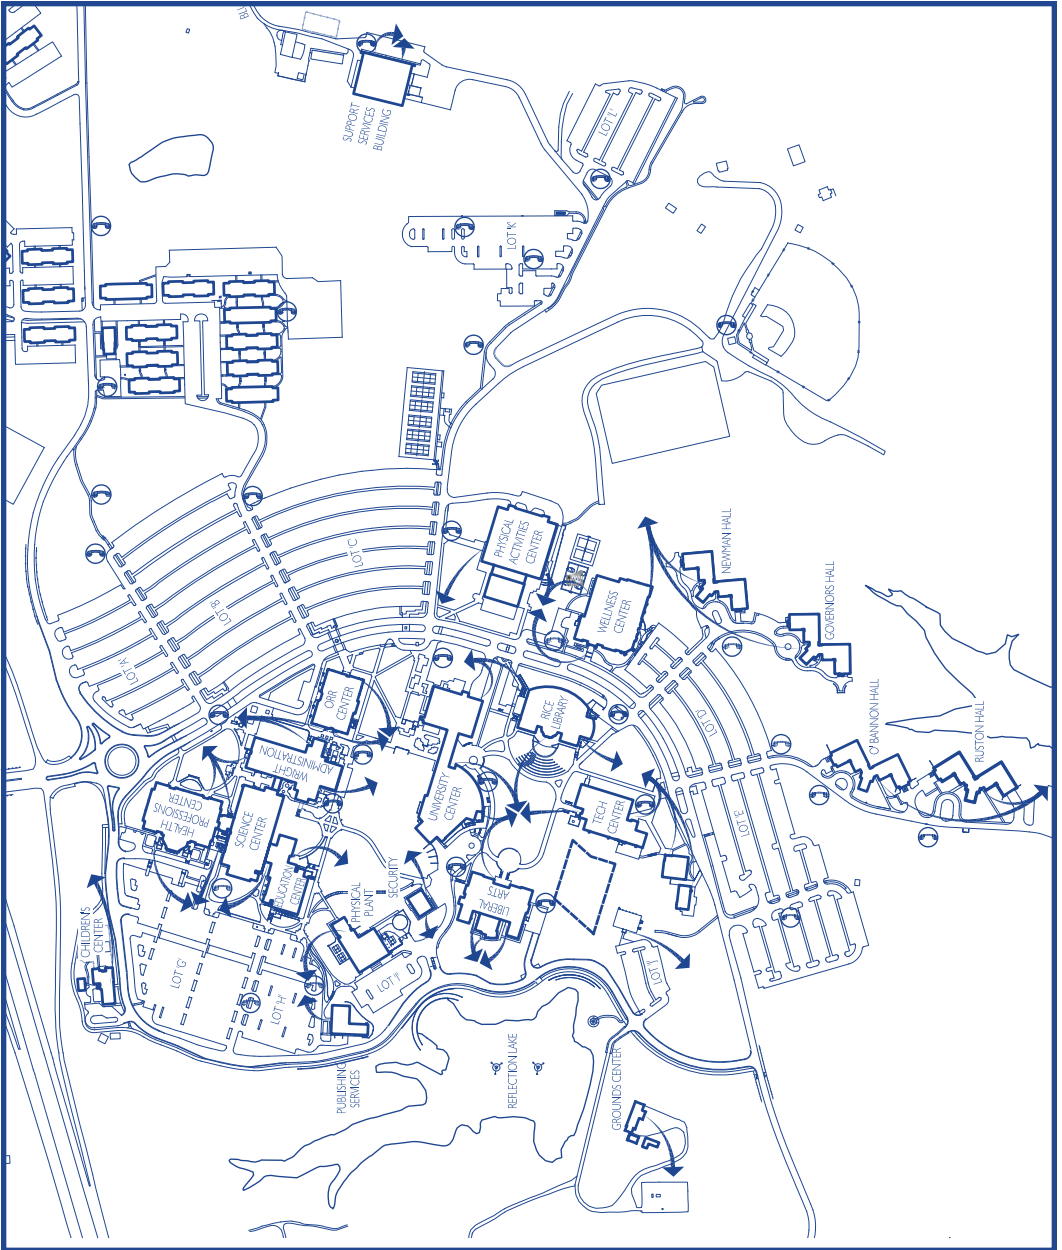 BLU
SUPPORT
SERVICES
BUILDING
LOT 'L'
LOT 'K'
PHYSICAL
ACTIVITIES
CENTER
LOT 'C'
NEWMAN HALL
WELLNESS
CENTER
GOVERNORS HALL
LOT 'B'
LOT 'A'
ORR
CENTER
RICE
LIBRARY
LOT 'D'
O'BANNON HALL
RUSTON HALL
WRIGHT
ADMINISTRATION
UNIVERSITY
CENTER
HEALTH
PROFESSIONS
CENTER
SCIENCE
CENTER
TECH
CENTER
LOT 'E'
EDUCATION
CENTER
PHYSICAL
PLANT
SECURITY
LIBERAL
ARTS
CHILDREN'S
CENTER
LOT 'G'
LOT 'H'
LOT 'I'
LOT 'J'
PUBLISHING
SERVICES
REFLECTION LAKE
GROUNDS CENTER